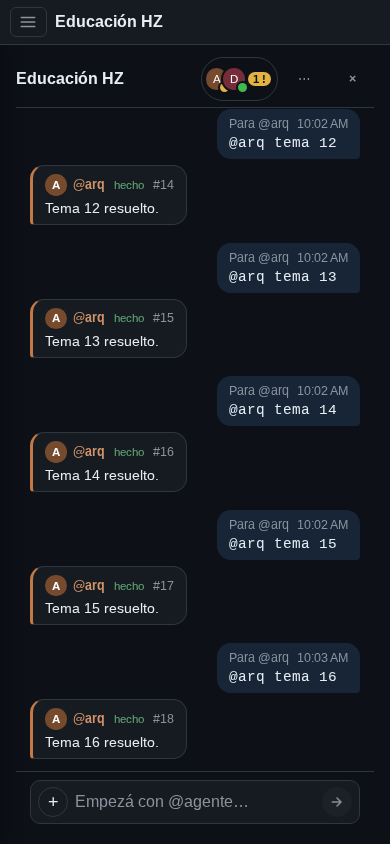 Educación HZ
Educación HZ
A D 1 ! ··· ×
Para @arq 10:02 AM
@arq tema 12
A @arq hecho #14
Tema 12 resuelto.
Para @arq 10:02 AM
@arq tema 13
A @arq hecho #15
Tema 13 resuelto.
Para @arq 10:02 AM
@arq tema 14
A @arq hecho #16
Tema 14 resuelto.
Para @arq 10:02 AM
@arq tema 15
A @arq hecho #17
Tema 15 resuelto.
Para @arq 10:03 AM
@arq tema 16
A @arq hecho #18
Tema 16 resuelto.
+ Empezá con @agente…